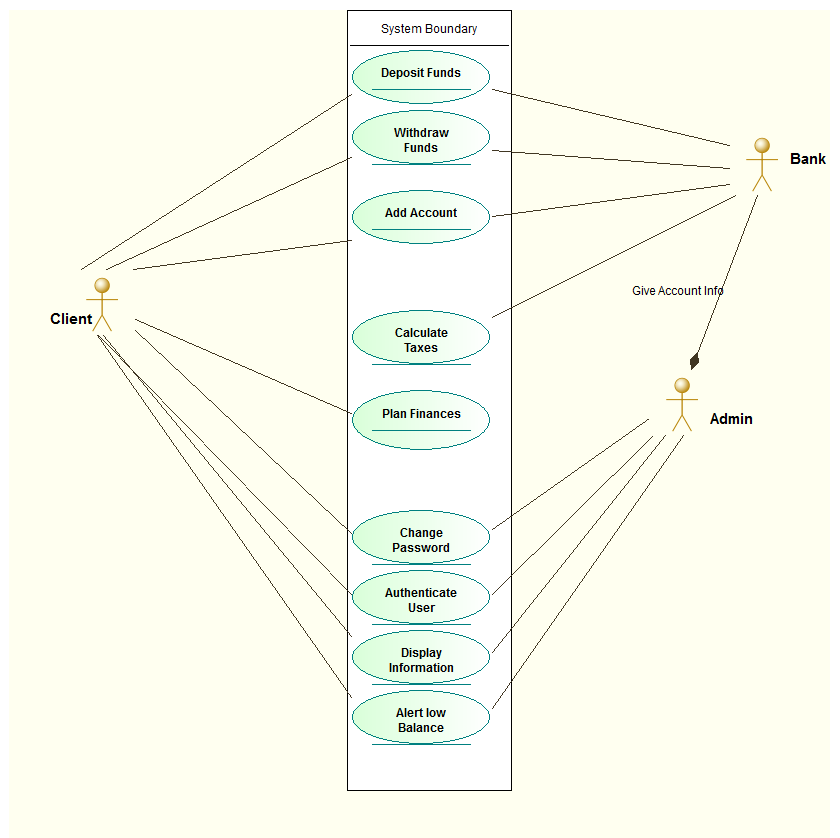 System Boundary
Deposit Funds
Withdraw
Funds
Bank
Add Account
Give Account Info
Client
Calculate
Taxes
Plan Finances
Admin
Change
Password
Authenticate
User
Display
Information
Alert low
Balance